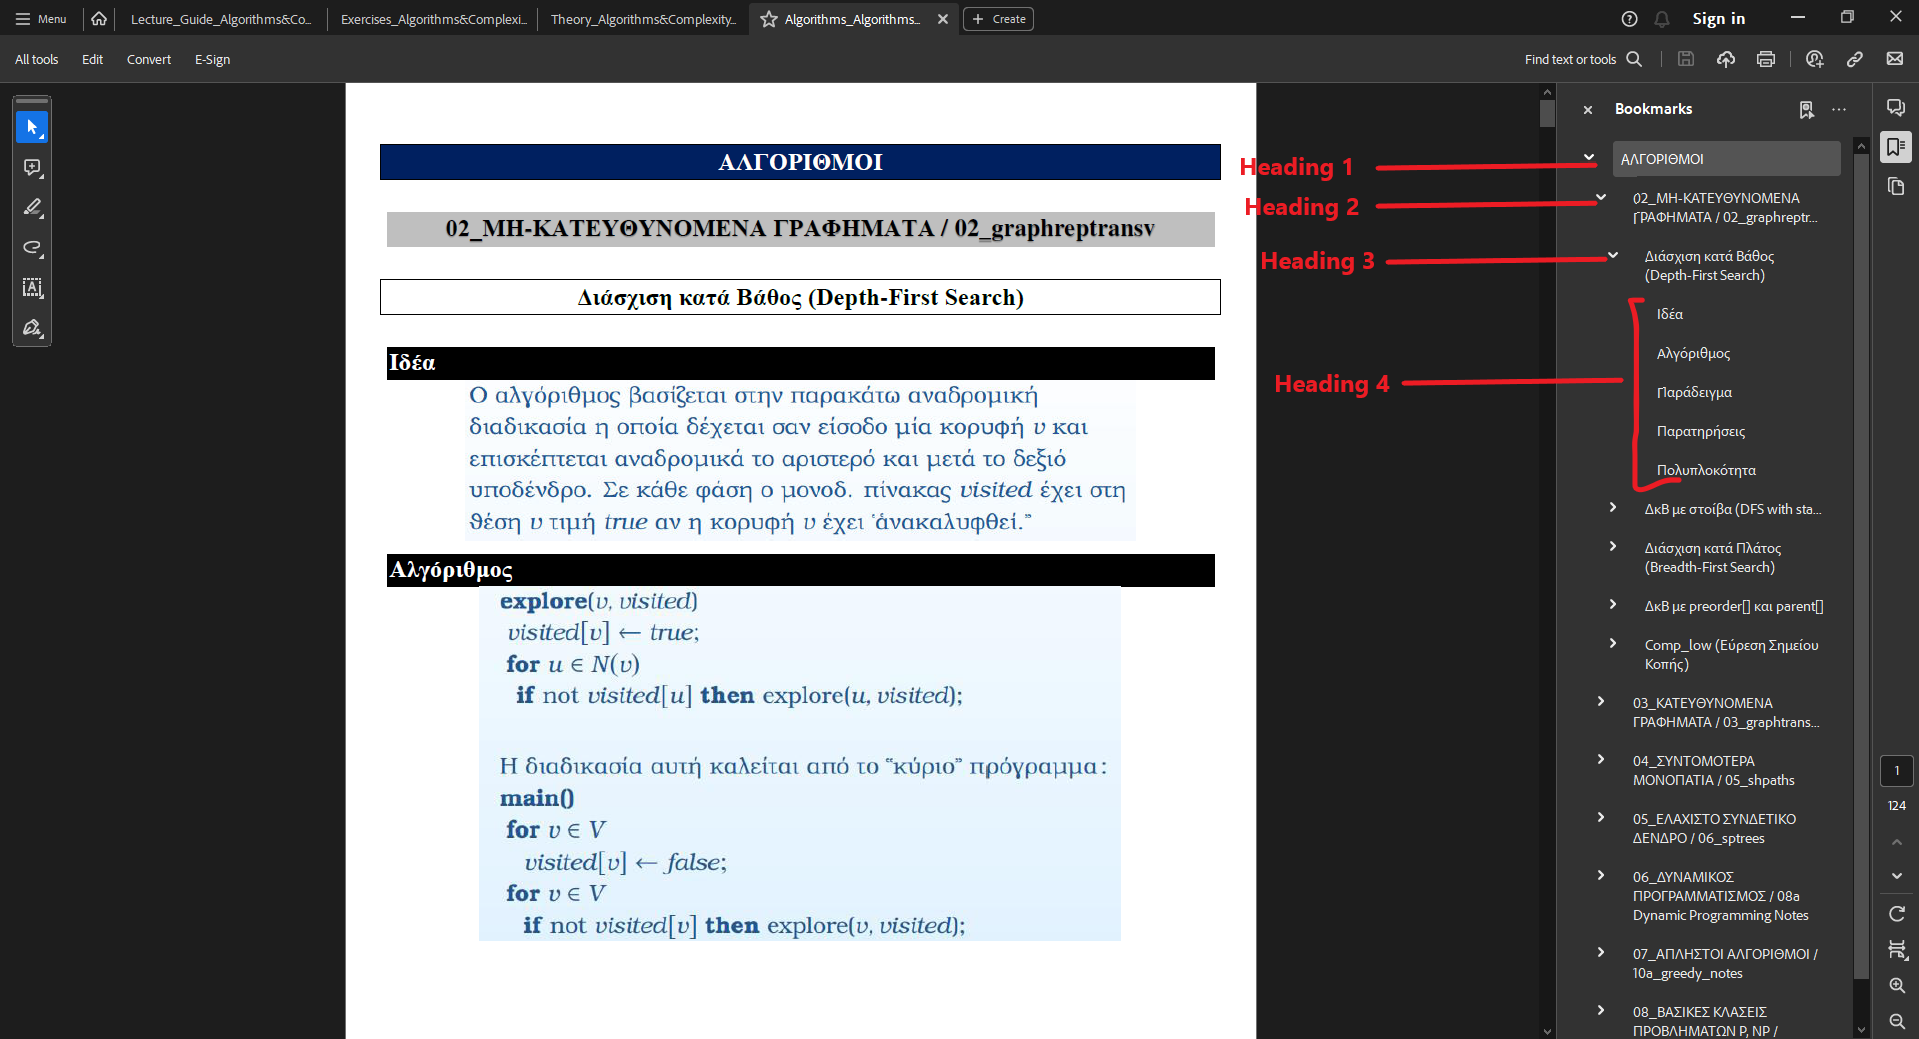 Menu
Lecture_Guide_Algorithms&Co...
Exercises_Algorithms&Complexi...
Theory_Algorithms&Complexity...
Algorithms_Algorithms...
Create
Sign in
All tools
Edit
Convert
E-Sign
Find text or tools
ΑΛΓΟΡΙΘΜΟΙ
02_ΜΗ-ΚΑΤΕΥΘΥΝΟΜΕΝΑ ΓΡΑΦΗΜΑΤΑ / 02_graphreptransv
Διάσχιση κατά Βάθος (Depth-First Search)
Ιδέα
Ο αλγόριθμος βασίζεται στην παρακάτω αναδρομική
διαδικασία η οποία δέχεται σαν είσοδο μία κορυφή υ και
επισκέπτεται αναδρομικά το αριστερό και μετά το δεξιό
υποδένδρο. Σε κάθε φάση ο μονοδ. πίνακας visited έχει στη
ϑέση υ τιμή true αν η κορυφή υ έχει ‘ἀνακαλυφθεί.”
Αλγόριθμος
explore(υ, visited)
visited[υ] ← true;
for u ∈ N(υ)
if not visited[u] then explore(u, visited);
Η διαδικασία αυτή καλείται από το “κύριο” πρόγραμμα:
main()
for υ ∈ V
visited[υ] ← false;
for υ ∈ V
if not visited[υ] then explore(υ, visited);
Heading 1
Heading 2
Heading 3
Heading 4
Bookmarks
ΑΛΓΟΡΙΘΜΟΙ
02_ΜΗ-ΚΑΤΕΥΘΥΝΟΜΕΝΑ
ΓΡΑΦΗΜΑΤΑ / 02_graphreptr...
Διάσχιση κατά Βάθος
(Depth-First Search)
Ιδέα
Αλγόριθμος
Παράδειγμα
Παρατηρήσεις
Πολυπλοκότητα
ΔκΒ με στοίβα (DFS with sta...
Διάσχιση κατά Πλάτος
(Breadth-First Search)
ΔκΒ με preorder[] και parent[]
Comp_low (Εύρεση Σημείου
Κοπής)
03_ΚΑΤΕΥΘΥΝΟΜΕΝΑ
ΓΡΑΦΗΜΑΤΑ / 03_graphtrans...
04_ΣΥΝΤΟΜΟΤΕΡΑ
ΜΟΝΟΠΑΤΙΑ / 05_shpaths
05_ΕΛΑΧΙΣΤΟ ΣΥΝΔΕΤΙΚΟ
ΔΕΝΔΡΟ / 06_sptrees
06_ΔΥΝΑΜΙΚΟΣ
ΠΡΟΓΡΑΜΜΑΤΙΣΜΟΣ / 08a
Dynamic Programming Notes
07_ΑΠΛΗΣΤΟΙ ΑΛΓΟΡΙΘΜΟΙ /
10a_greedy_notes
08_ΒΑΣΙΚΕΣ ΚΛΑΣΕΙΣ
ΠΡΟΒΛΗΜΑΤΩΝ P, NP /
1
124